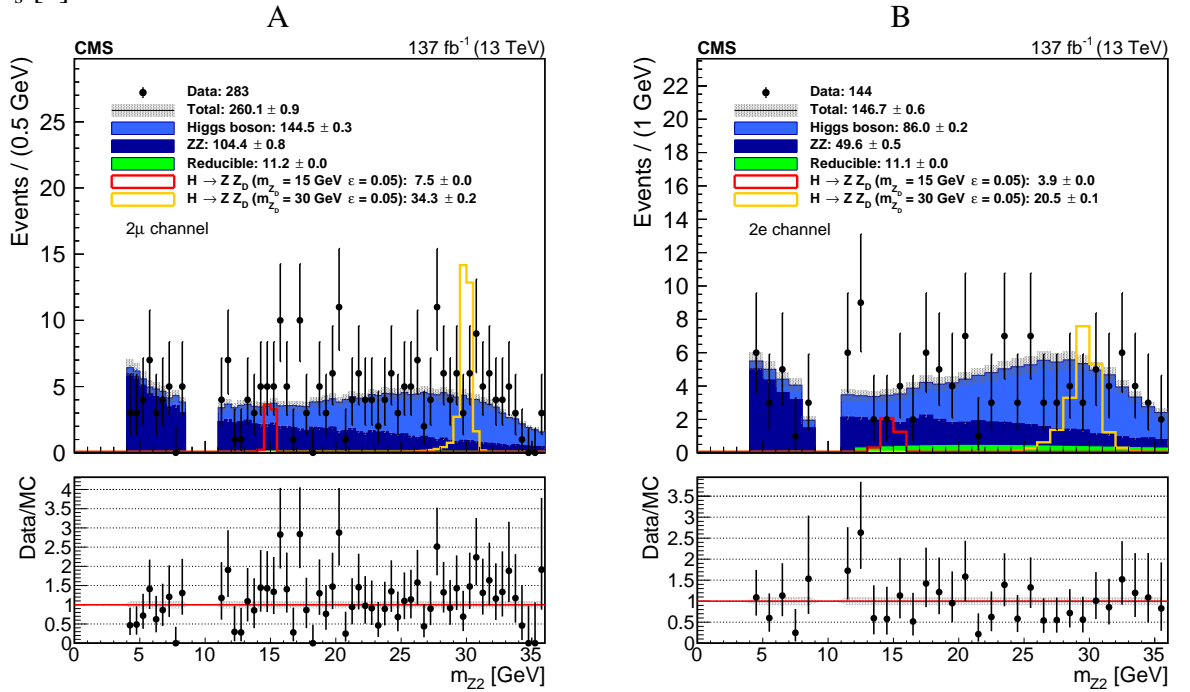 A
CMS 137 fb⁻¹ (13 TeV)
Events / (0.5 GeV)
25
20
15
10
5
0
Data: 283
Total: 260.1 ± 0.9
Higgs boson: 144.5 ± 0.3
ZZ: 104.4 ± 0.8
Reducible: 11.2 ± 0.0
H → Z Z_D (m_Z_D = 15 GeV ε = 0.05): 7.5 ± 0.0
H → Z Z_D (m_Z_D = 30 GeV ε = 0.05): 34.3 ± 0.2
2μ channel
Data/MC
4
3.5
3
2.5
2
1.5
1
0.5
0
0 5 10 15 20 25 30 35
m_Z2 [GeV]
B
CMS 137 fb⁻¹ (13 TeV)
Events / (1 GeV)
22
20
18
16
14
12
10
8
6
4
2
0
Data: 144
Total: 146.7 ± 0.6
Higgs boson: 86.0 ± 0.2
ZZ: 49.6 ± 0.5
Reducible: 11.1 ± 0.0
H → Z Z_D (m_Z_D = 15 GeV ε = 0.05): 3.9 ± 0.0
H → Z Z_D (m_Z_D = 30 GeV ε = 0.05): 20.5 ± 0.1
2e channel
Data/MC
3.5
3
2.5
2
1.5
1
0.5
0
0 5 10 15 20 25 30 35
m_Z2 [GeV]